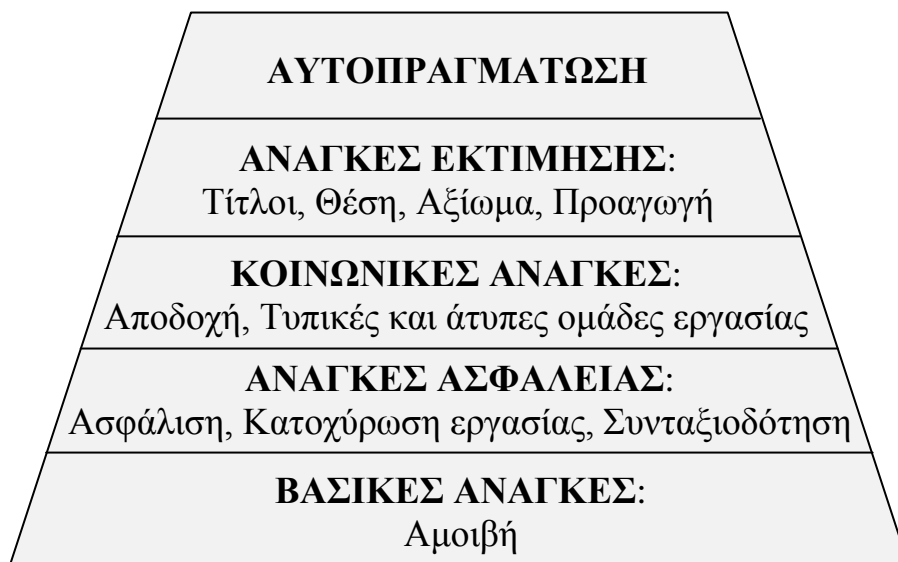 ΑΥΤΟΠΡΑΓΜΑΤΩΣΗ
ΑΝΑΓΚΕΣ ΕΚΤΙΜΗΣΗΣ:
Τίτλοι, Θέση, Αξίωμα, Προαγωγή
ΚΟΙΝΩΝΙΚΕΣ ΑΝΑΓΚΕΣ:
Αποδοχή, Τυπικές και άτυπες ομάδες εργασίας
ΑΝΑΓΚΕΣ ΑΣΦΑΛΕΙΑΣ:
Ασφάλιση, Κατοχύρωση εργασίας, Συνταξιοδότηση
ΒΑΣΙΚΕΣ ΑΝΑΓΚΕΣ:
Αμοιβή